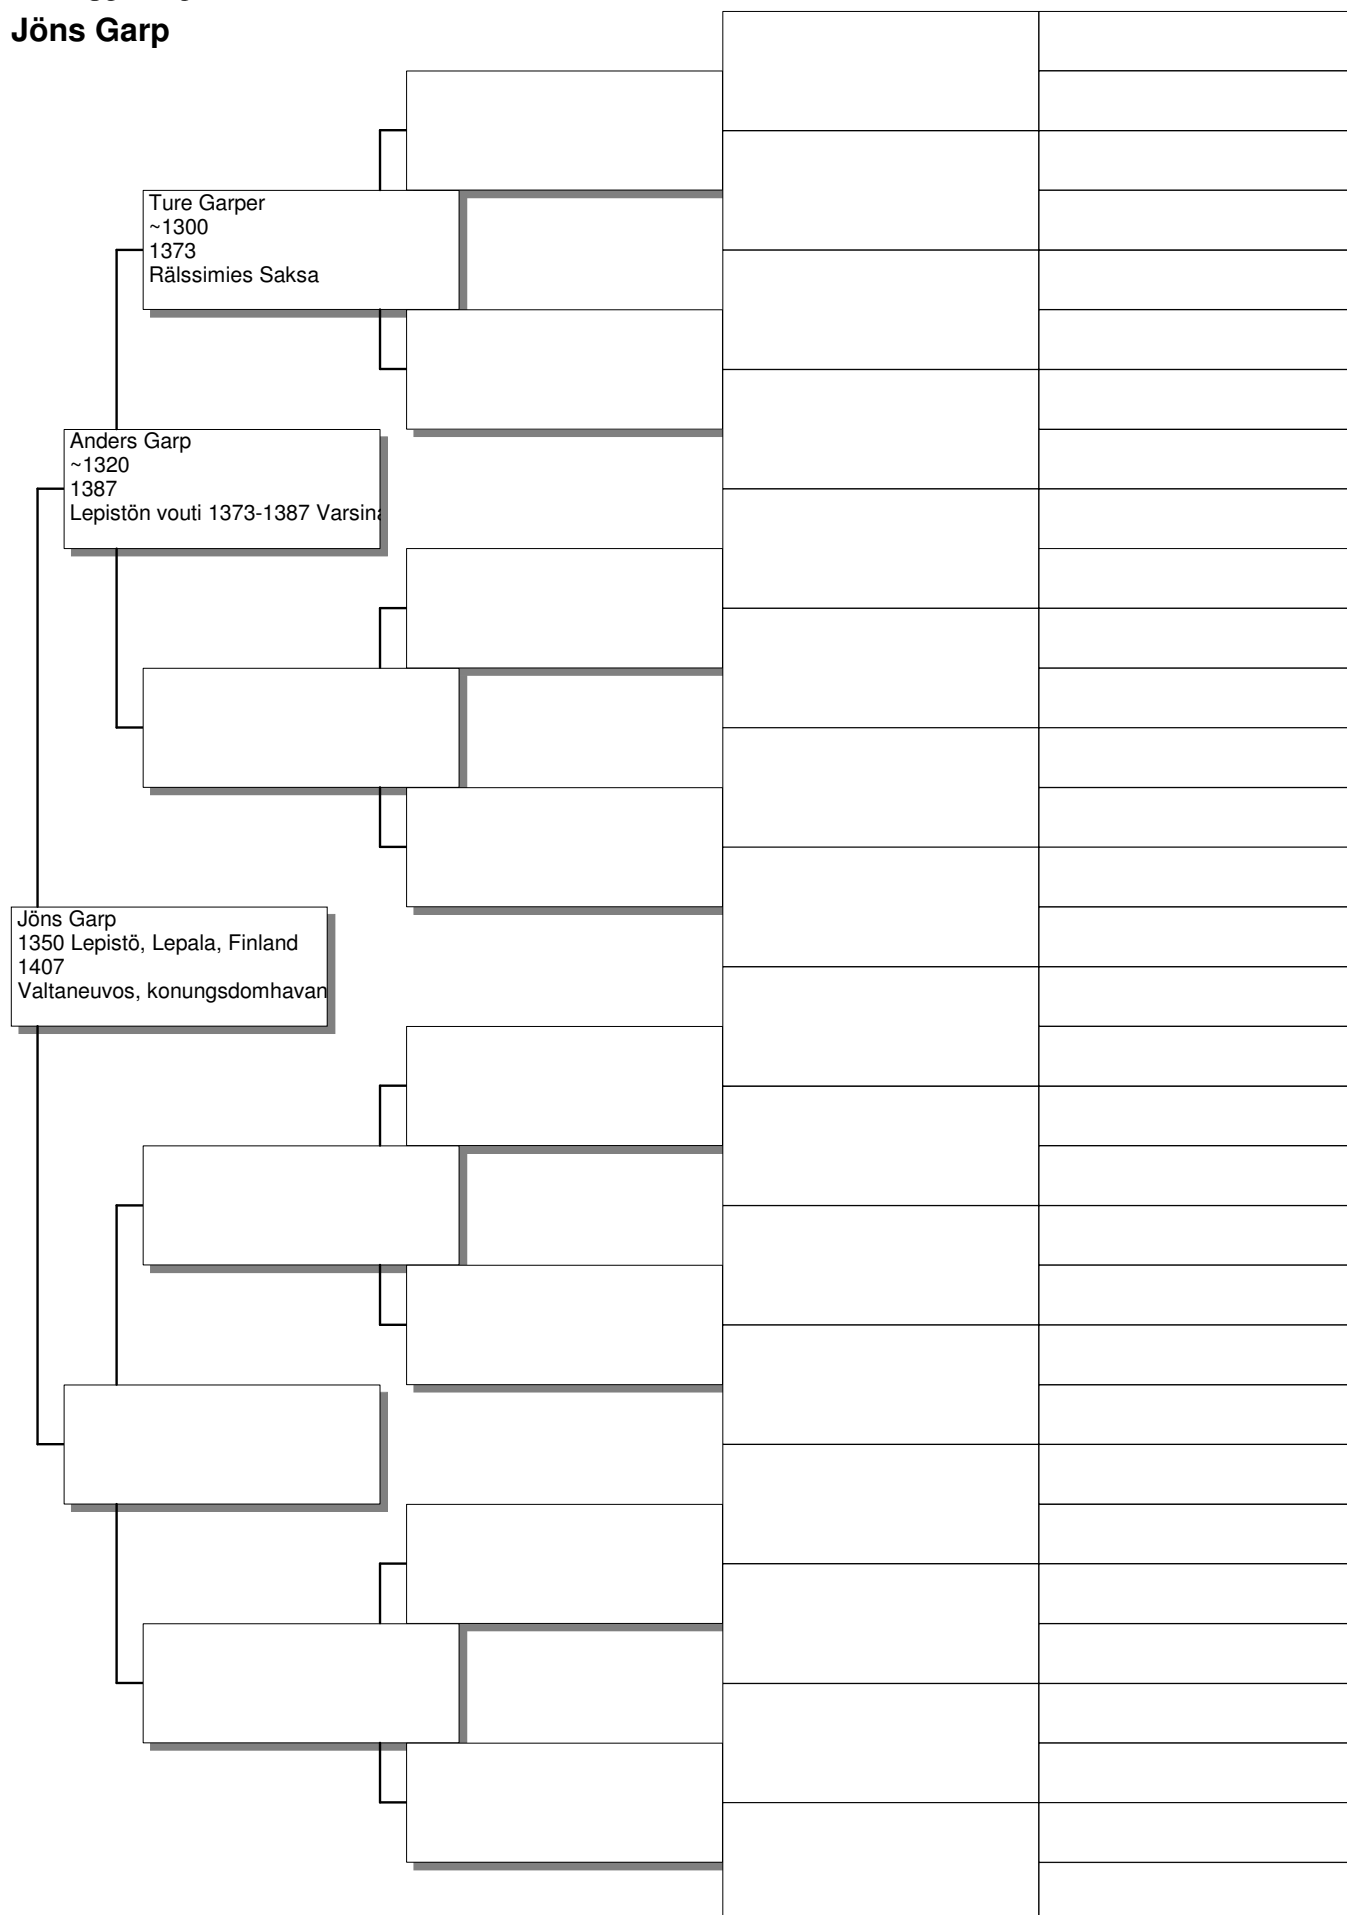 Jöns Garp
Ture Garper
~1300
1373
Rälssimies Saksa
Anders Garp
~1320
1387
Lepistön vouti 1373-1387 Varsina
Jöns Garp
1350 Lepistö, Lepala, Finland
1407
Valtaneuvos, konungsdomhavan